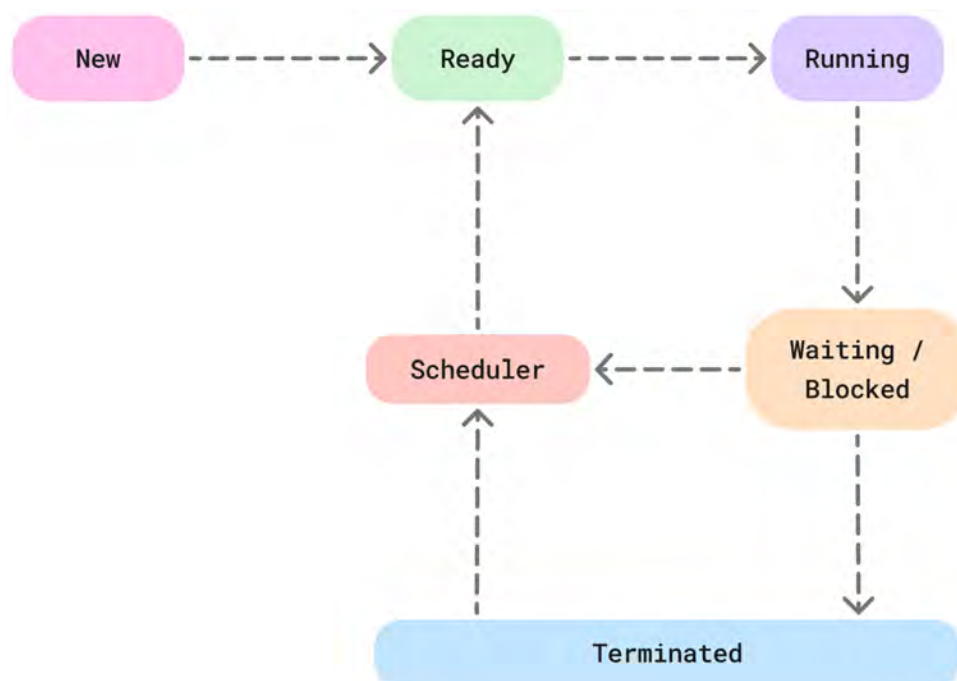 New
Ready
Running
Scheduler
Waiting /
Blocked
Terminated